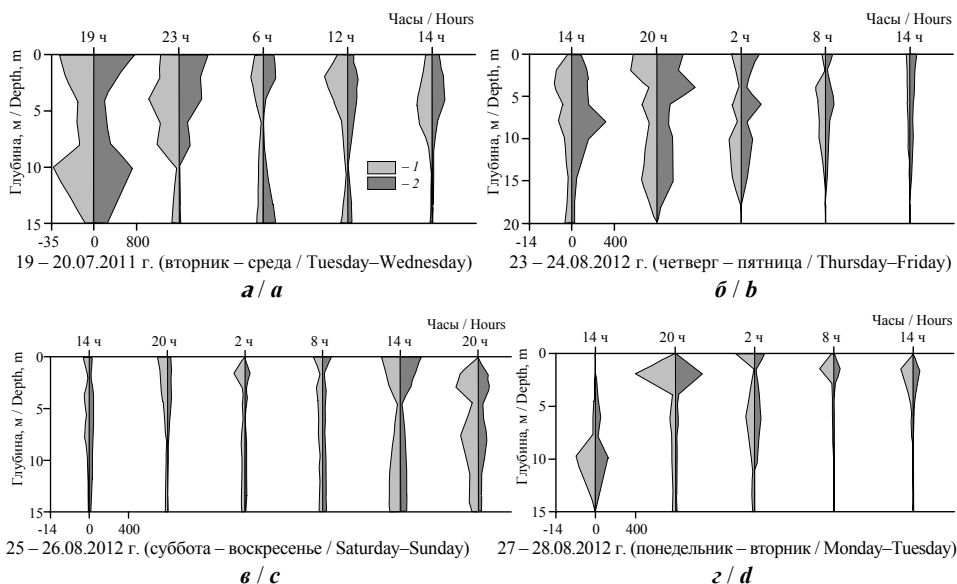 Часы / Hours
19 ч 23 ч 6 ч 12 ч 14 ч
Глубина, м / Depth, m
0
5
10
15
– 1
– 2
-35 0 800
19 – 20.07.2011 г. (вторник – среда / Tuesday–Wednesday)
а / a
Часы / Hours
14 ч 20 ч 2 ч 8 ч 14 ч
Глубина, м / Depth, m
0
5
10
15
20
-14 0 400
23 – 24.08.2012 г. (четверг – пятница / Thursday–Friday)
б / b
Часы / Hours
14 ч 20 ч 2 ч 8 ч 14 ч 20 ч
Глубина, м / Depth, m
0
5
10
15
-14 0 400
25 – 26.08.2012 г. (суббота – воскресенье / Saturday–Sunday)
в / c
Часы / Hours
14 ч 20 ч 2 ч 8 ч 14 ч
Глубина, м / Depth, m
0
5
10
15
-14 0 400
27 – 28.08.2012 г. (понедельник – вторник / Monday–Tuesday)
г / d